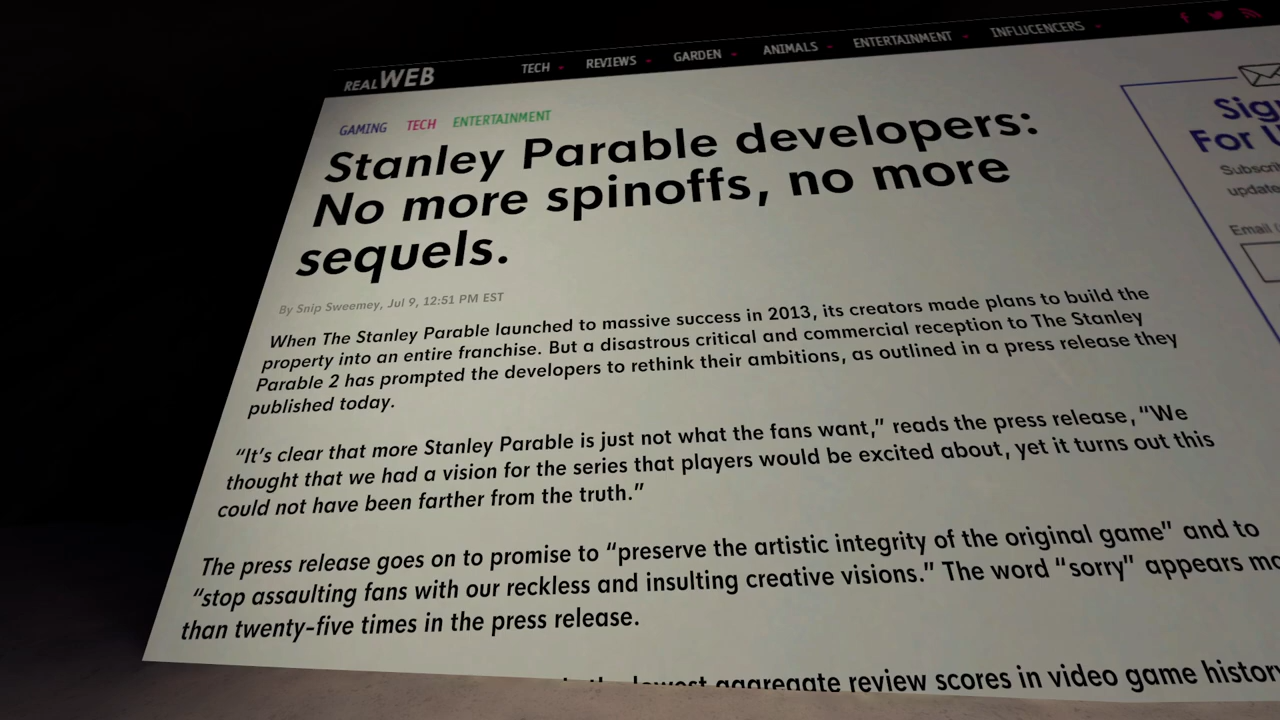 REALWEB
TECH
REVIEWS
GARDEN
ANIMALS
ENTERTAINMENT
INFLUCENCERS
GAMING TECH ENTERTAINMENT
Stanley Parable developers:
No more spinoffs, no more
sequels.
By Snip Sweemey, Jul 9, 12:51 PM EST
When The Stanley Parable launched to massive success in 2013, its creators made plans to build the
property into an entire franchise. But a disastrous critical and commercial reception to The Stanley
Parable 2 has prompted the developers to rethink their ambitions, as outlined in a press release they
published today.
“It’s clear that more Stanley Parable is just not what the fans want,” reads the press release, “We
thought that we had a vision for the series that players would be excited about, yet it turns out this
could not have been farther from the truth.”
The press release goes on to promise to “preserve the artistic integrity of the original game” and to
“stop assaulting fans with our reckless and insulting creative visions.” The word “sorry” appears
than twenty-five times in the press release.
lowest aggregate review scores in video game history
For
Email